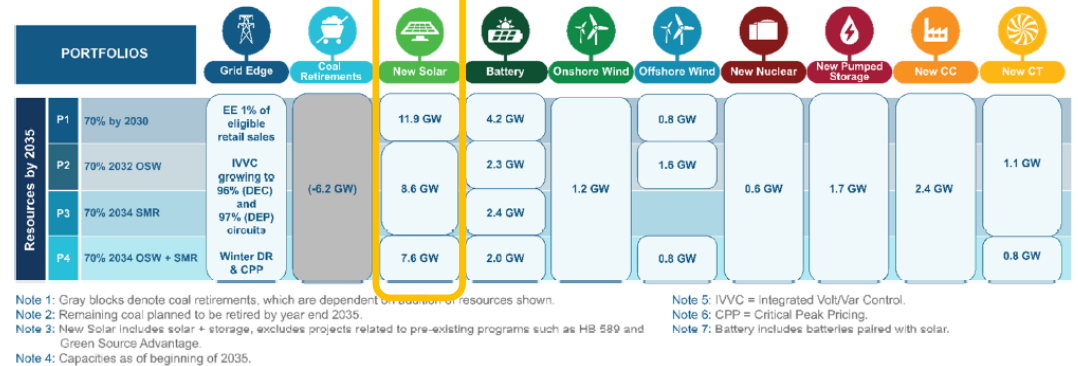 PORTFOLIOS
Grid Edge
Coal
Retirements
New Solar
Battery
Onshore Wind
Offshore Wind
New Nuclear
New Pumped
Storage
New CC
New CT
Resources by 2035
P1
70% by 2030
P2
70% 2032 OSW
P3
70% 2034 SMR
P4
70% 2034 OSW + SMR
EE 1% of
eligible
retail sales
IVVC
growing to
96% (DEC)
and
97% (DEP)
circuits
Winter DR
& CPP
(-6.2 GW)
11.9 GW
8.6 GW
7.6 GW
4.2 GW
2.3 GW
2.4 GW
2.0 GW
1.2 GW
0.8 GW
1.6 GW
0.8 GW
0.6 GW
1.7 GW
2.4 GW
1.1 GW
0.8 GW
Note 1: Gray blocks denote coal retirements, which are dependent on addition of resources shown.
Note 2: Remaining coal planned to be retired by year end 2035.
Note 3: New Solar includes solar + storage, excludes projects related to pre-existing programs such as HB 589 and
Green Source Advantage.
Note 4: Capacities as of beginning of 2035.
Note 5: IVVC = Integrated Volt/Var Control.
Note 6: CPP = Critical Peak Pricing.
Note 7: Battery includes batteries paired with solar.